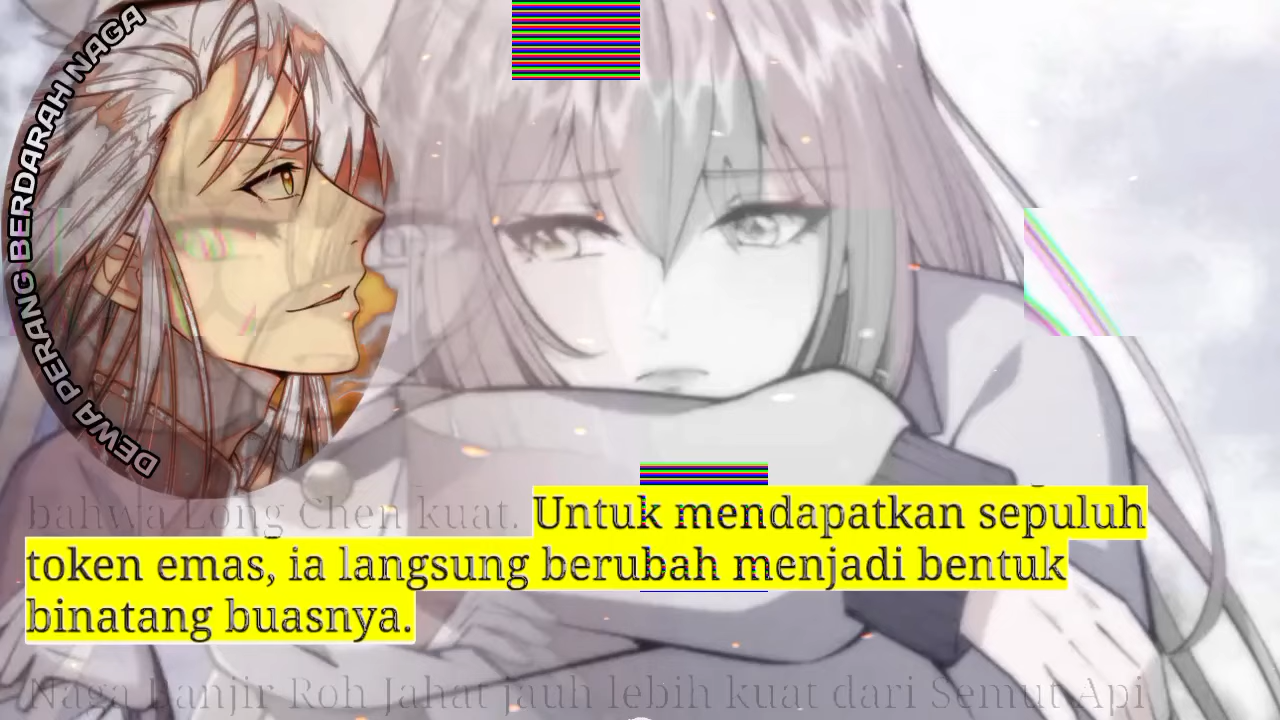 DEWA PERANG BERDARAH NAGA
bahwa Long Chen kuat. Untuk mendapatkan sepuluh
token emas, ia langsung berubah menjadi bentuk
binatang buasnya.
Naga Banjir Roh Jahat jauh lebih kuat dari Semut Api